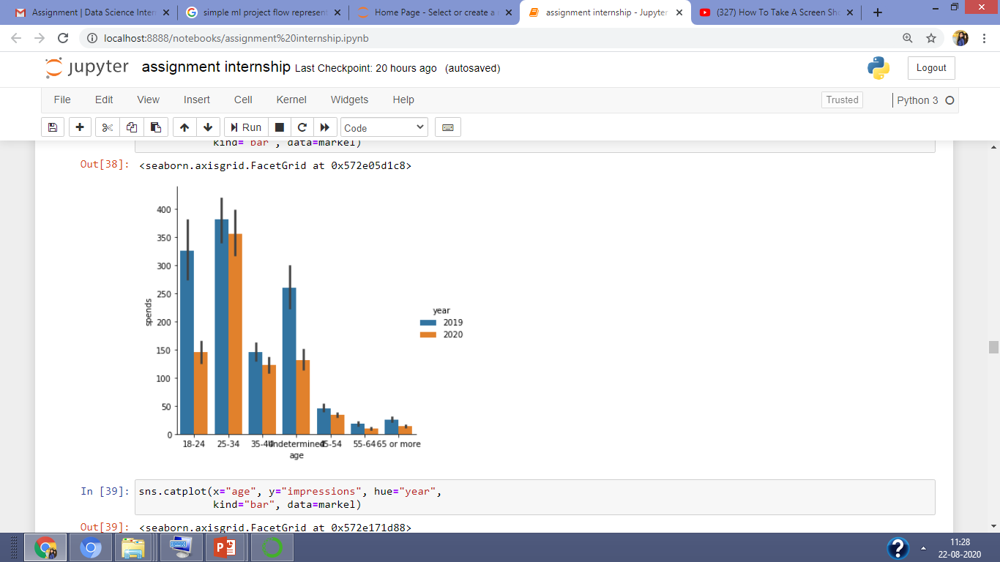 Assignment | Data Science Inter
simple ml project flow represent
Home Page - Select or create a
assignment internship - Jupyter
(327) How To Take A Screen Sh
localhost:8888/notebooks/assignment%20internship.ipynb
jupyter assignment internship Last Checkpoint: 20 hours ago (autosaved)
Logout
File Edit View Insert Cell Kernel Widgets Help
Trusted
Python 3
Run
Code
kind="bar", data=markel)
Out[38]: <seaborn.axisgrid.FacetGrid at 0x572e05d1c8>
400
350
300
250
200
150
100
50
0
spends
18-24 25-34 35-44 Undetermined 45-54 55-64 65 or more
age
year
2019
2020
In [39]: sns.catplot(x="age", y="impressions", hue="year",
kind="bar", data=markel)
Out[39]: <seaborn.axisgrid.FacetGrid at 0x572e171d88>
11:28
22-08-2020